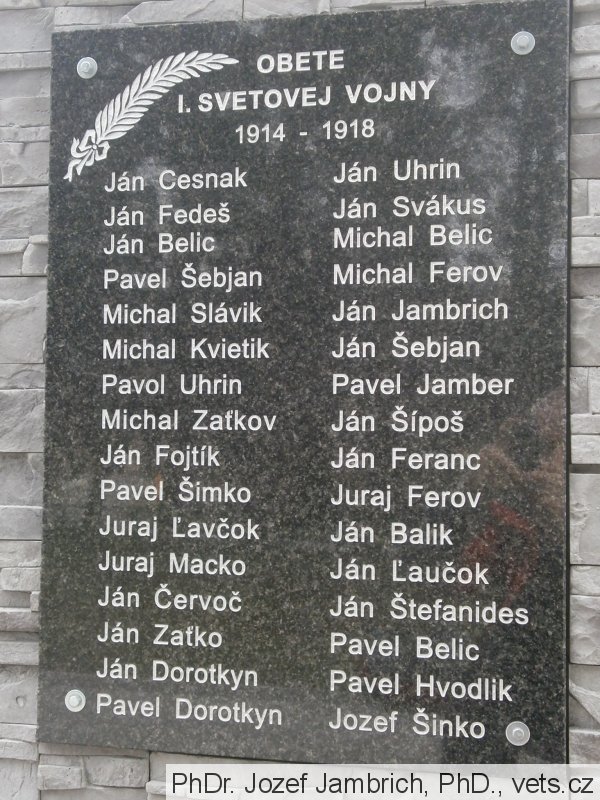 OBETE
I. SVETOVEJ VOJNY
1914 - 1918
Ján Cesnak
Ján Fedeš
Ján Belic
Pavel Šebjan
Michal Slávik
Michal Kvietik
Pavol Uhrin
Michal Zaťkov
Ján Fojtík
Pavel Šimko
Juraj Ľavčok
Juraj Macko
Ján Červoč
Ján Zaťko
Ján Dorotkyn
Pavel Dorotkyn
Ján Uhrin
Ján Svákus
Michal Belic
Michal Ferov
Ján Jambrich
Ján Šebjan
Pavel Jamber
Ján Šípoš
Ján Feranc
Juraj Ferov
Ján Balik
Ján Ľaučok
Ján Štefanides
Pavel Belic
Pavel Hvodlik
Jozef Šinko
PhDr. Jozef Jambrich, PhD., vets.cz